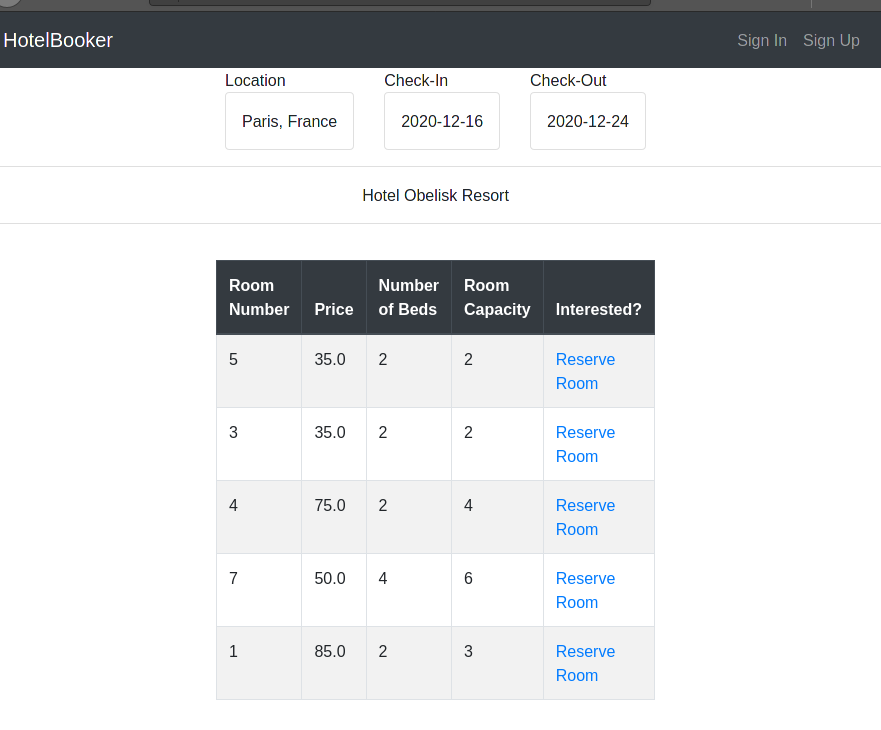 HotelBooker Sign In Sign Up
Location Check-In Check-Out
Paris, France 2020-12-16 2020-12-24
Hotel Obelisk Resort
Room Number Price Number of Beds Room Capacity Interested?
5 35.0 2 2 Reserve Room
3 35.0 2 2 Reserve Room
4 75.0 2 4 Reserve Room
7 50.0 4 6 Reserve Room
1 85.0 2 3 Reserve Room